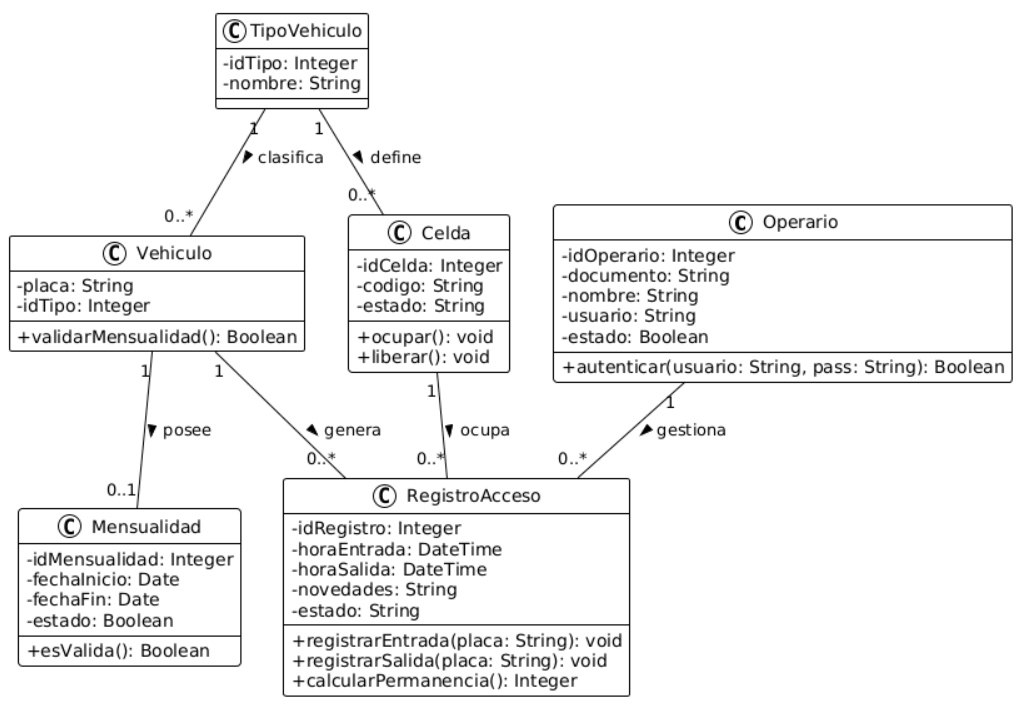 C TipoVehiculo
-idTipo: Integer
-nombre: String
1
1
clasifica
define
0..*
0..*
C Vehiculo
-placa: String
-idTipo: Integer
+validarMensualidad(): Boolean
C Celda
-idCelda: Integer
-codigo: String
-estado: String
+ocupar(): void
+liberar(): void
C Operario
-idOperario: Integer
-documento: String
-nombre: String
-usuario: String
-estado: Boolean
+autenticar(usuario: String, pass: String): Boolean
1
1
1
1
posee
genera
ocupa
gestiona
0..1
0..*
0..*
0..*
C Mensualidad
-idMensualidad: Integer
-fechaInicio: Date
-fechaFin: Date
-estado: Boolean
+esValida(): Boolean
C RegistroAcceso
-idRegistro: Integer
-horaEntrada: DateTime
-horaSalida: DateTime
-novedades: String
-estado: String
+registrarEntrada(placa: String): void
+registrarSalida(placa: String): void
+calcularPermanencia(): Integer